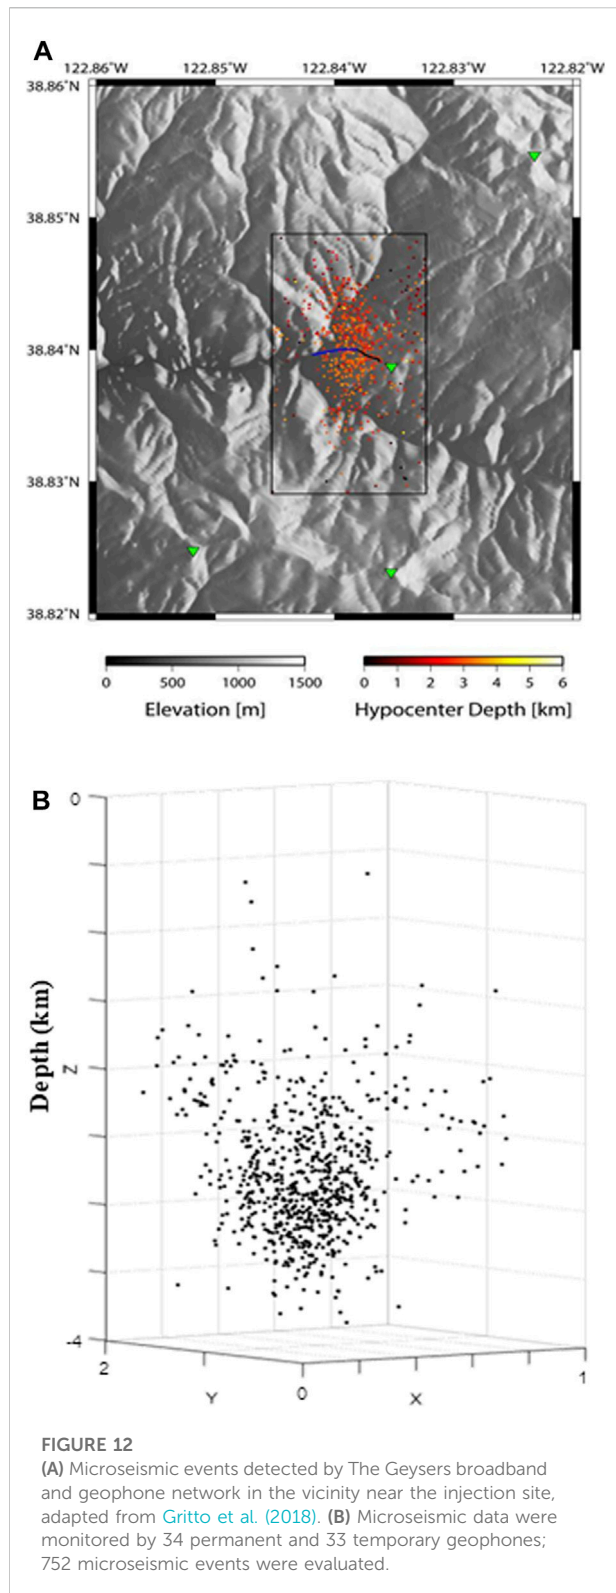 A
122.86°W 122.85°W 122.84°W 122.83°W 122.82°W
38.86°N
38.85°N
38.84°N
38.83°N
38.82°N
0 500 1000 1500
Elevation [m]
0 1 2 3 4 5 6
Hypocenter Depth [km]
B
0
Depth (km)
Z
-4
2
Y
0
X
1
FIGURE 12
(A) Microseismic events detected by The Geysers broadband
and geophone network in the vicinity near the injection site,
adapted from Gritto et al. (2018). (B) Microseismic data were
monitored by 34 permanent and 33 temporary geophones;
752 microseismic events were evaluated.